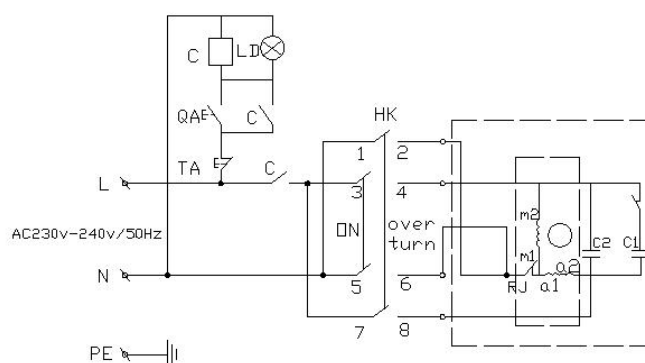 C
LD
QA
C
HK
1
2
TA
C
L
3
4
m2
AC230v-240v/50Hz
ON
over
turn
C2
C1
N
m1
a2
5
6
RJ
a1
7
8
PE